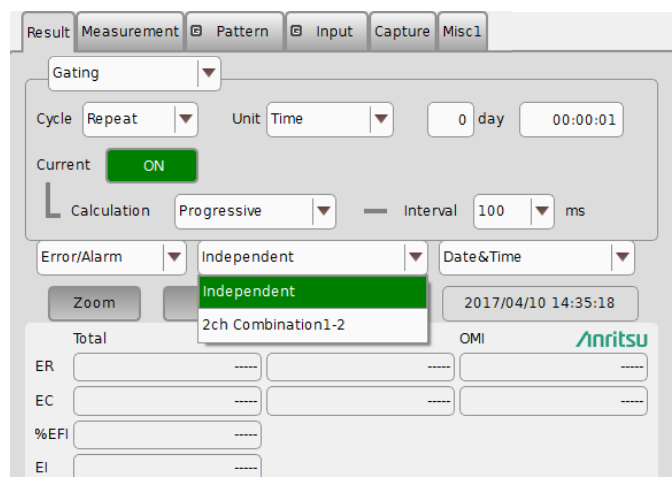 Result Measurement G Pattern G Input Capture Misc1
Gating
Cycle Repeat Unit Time 0 day 00:00:01
Current ON
Calculation Progressive Interval 100 ms
Error/Alarm Independent Date&Time
Independent
Zoom 2017/04/10 14:35:18
2ch Combination1-2
Total OMI Anritsu
ER ----- ----- -----
EC ----- ----- -----
%EFI -----
EI -----